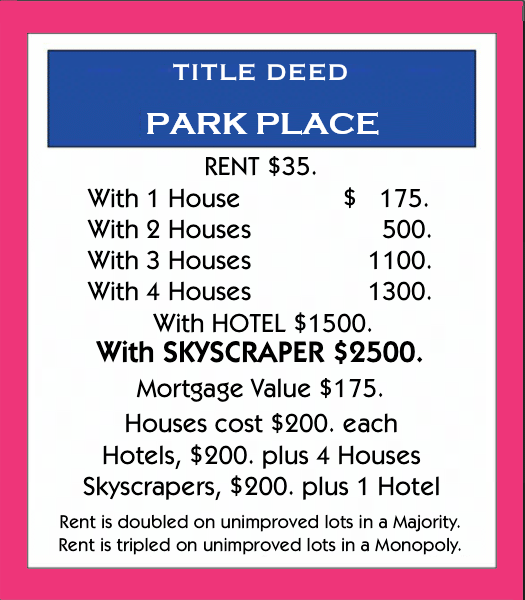 TITLE DEED
PARK PLACE
RENT $35.
With 1 House $ 175.
With 2 Houses 500.
With 3 Houses 1100.
With 4 Houses 1300.
With HOTEL $1500.
With SKYSCRAPER $2500.
Mortgage Value $175.
Houses cost $200. each
Hotels, $200. plus 4 Houses
Skyscrapers, $200. plus 1 Hotel
Rent is doubled on unimproved lots in a Majority.
Rent is tripled on unimproved lots in a Monopoly.